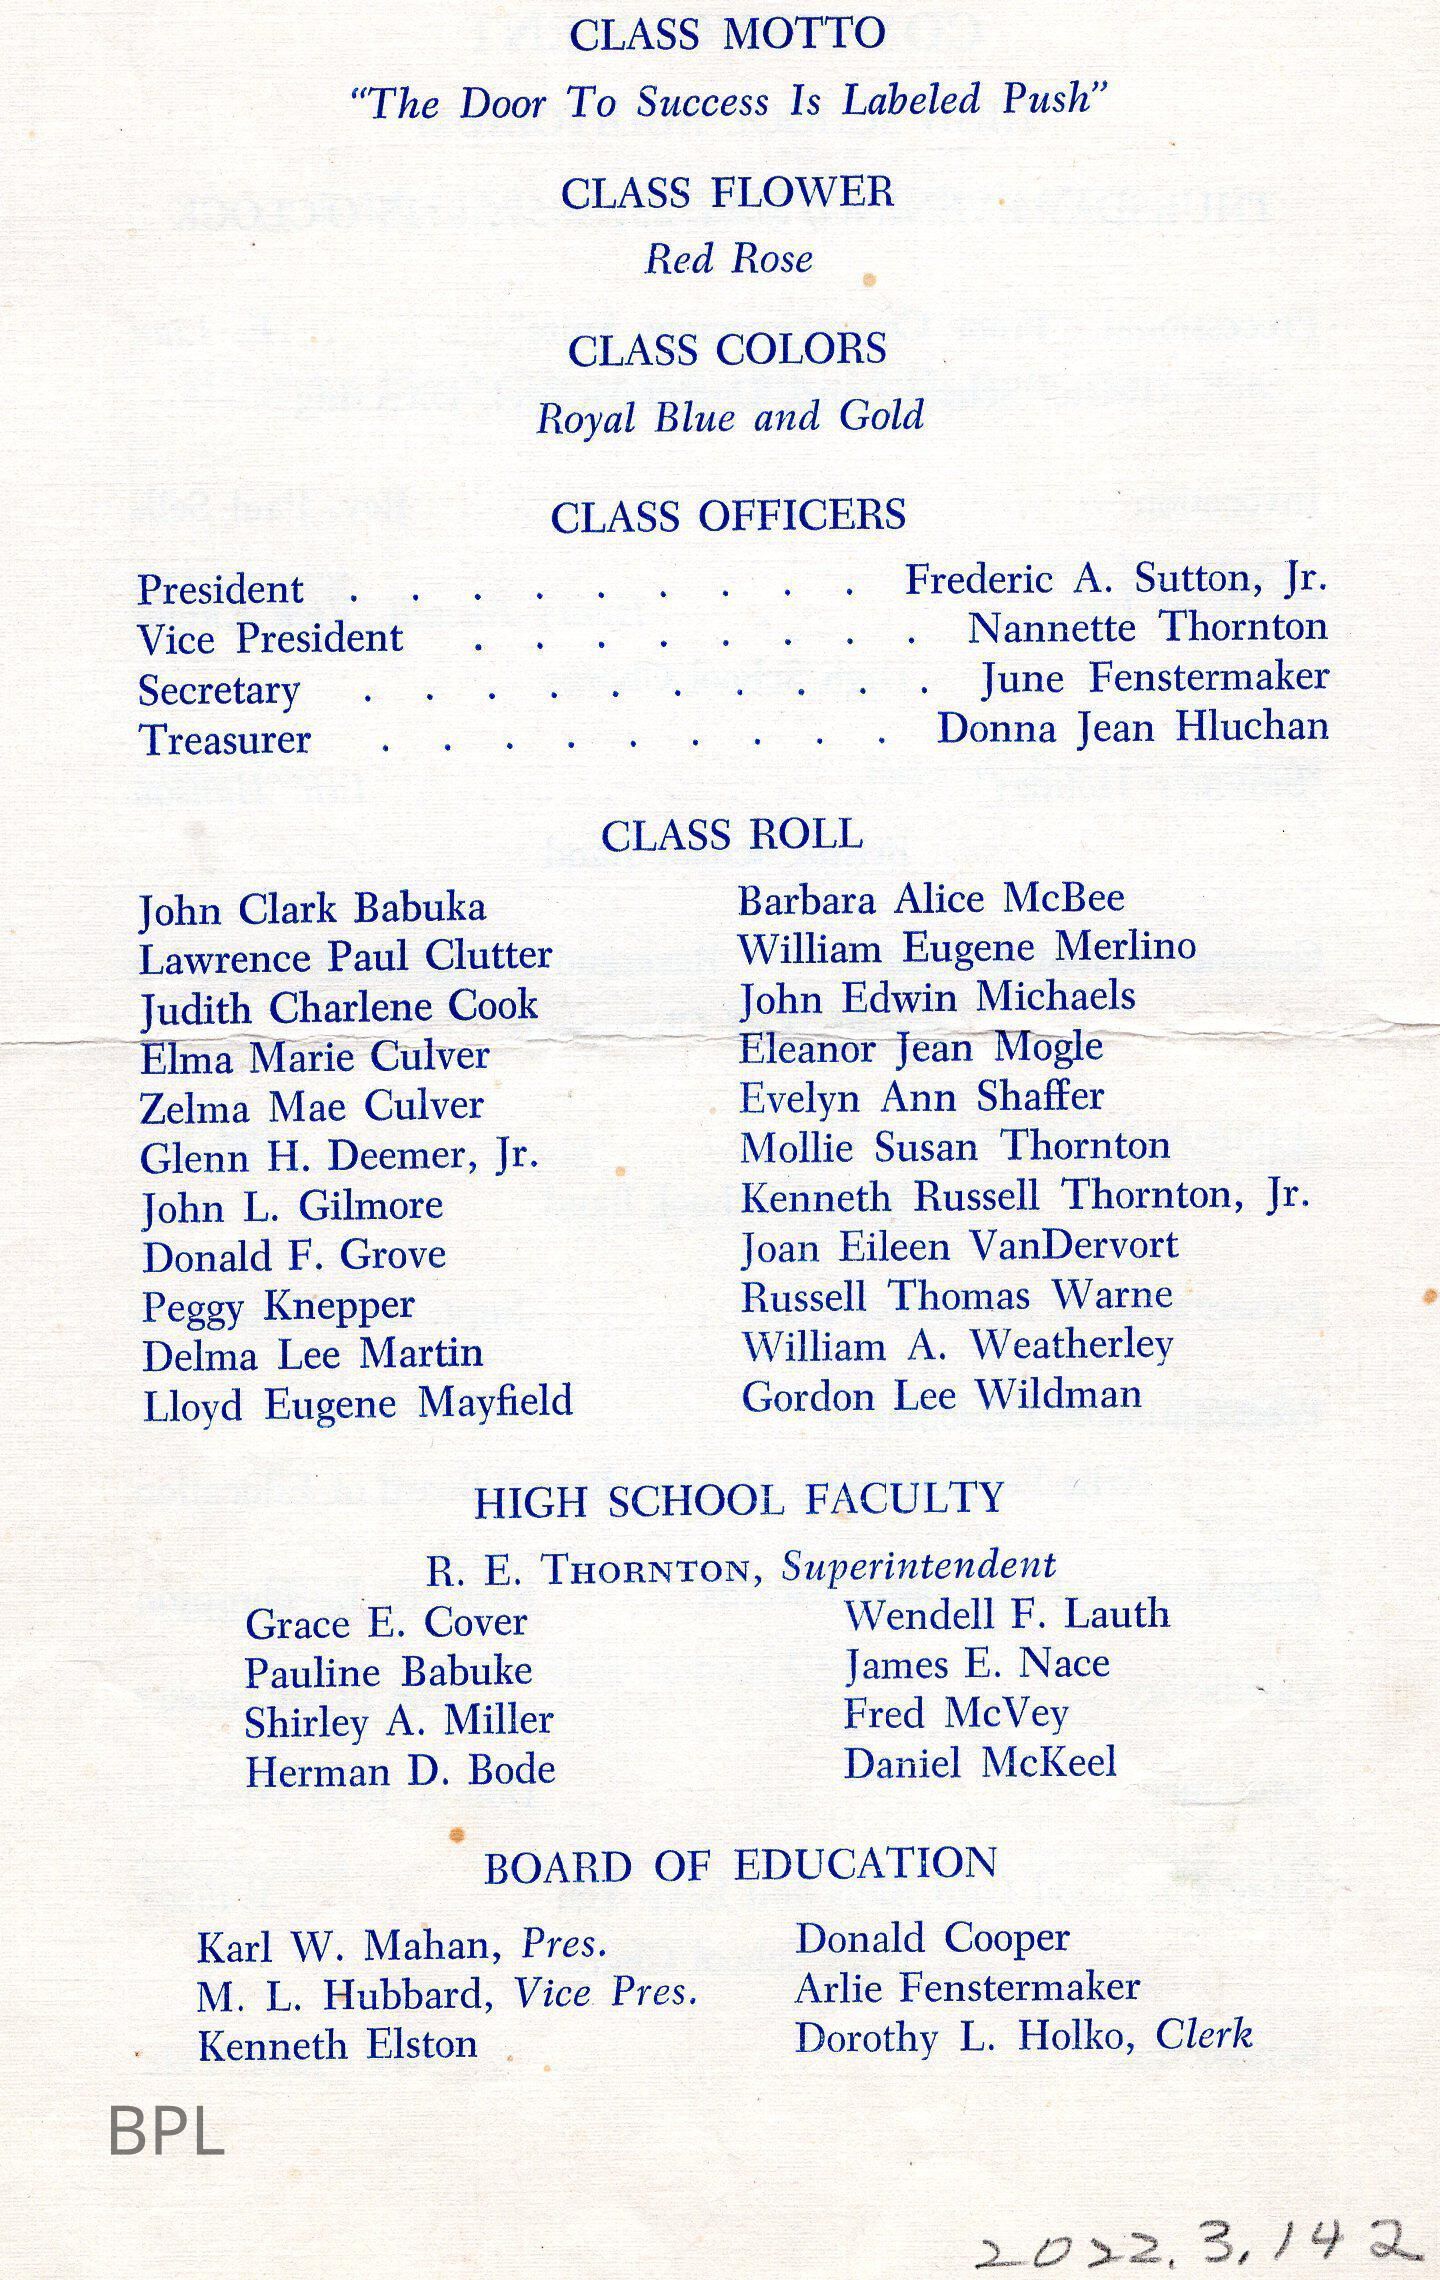 CLASS MOTTO
"The Door To Success Is Labeled Push"
CLASS FLOWER
Red Rose
CLASS COLORS
Royal Blue and Gold
CLASS OFFICERS
President . . . . . . . . . Frederic A. Sutton, Jr.
Vice President . . . . . . . . Nannette Thornton
Secretary . . . . . . . . . . June Fenstermaker
Treasurer . . . . . . . . . Donna Jean Hluchan
CLASS ROLL
John Clark Babuka
Lawrence Paul Clutter
Judith Charlene Cook
Elma Marie Culver
Zelma Mae Culver
Glenn H. Deemer, Jr.
John L. Gilmore
Donald F. Grove
Peggy Knepper
Delma Lee Martin
Lloyd Eugene Mayfield
Barbara Alice McBee
William Eugene Merlino
John Edwin Michaels
Eleanor Jean Mogle
Evelyn Ann Shaffer
Mollie Susan Thornton
Kenneth Russell Thornton, Jr.
Joan Eileen VanDervort
Russell Thomas Warne
William A. Weatherley
Gordon Lee Wildman
HIGH SCHOOL FACULTY
R. E. THORNTON, Superintendent
Grace E. Cover
Pauline Babuke
Shirley A. Miller
Herman D. Bode
Wendell F. Lauth
James E. Nace
Fred McVey
Daniel McKeel
BOARD OF EDUCATION
Karl W. Mahan, Pres.
M. L. Hubbard, Vice Pres.
Kenneth Elston
Donald Cooper
Arlie Fenstermaker
Dorothy L. Holko, Clerk
BPL
2022.3.142